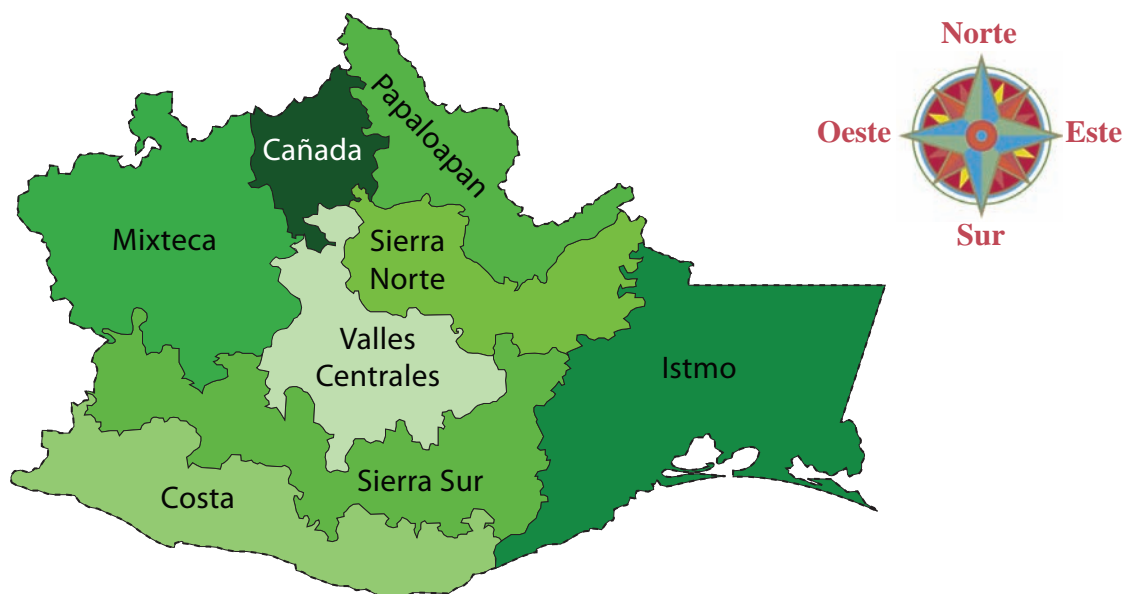 Norte
Oeste
Este
Sur
Papaloapan
Cañada
Mixteca
Sierra
Norte
Valles
Centrales
Istmo
Sierra Sur
Costa